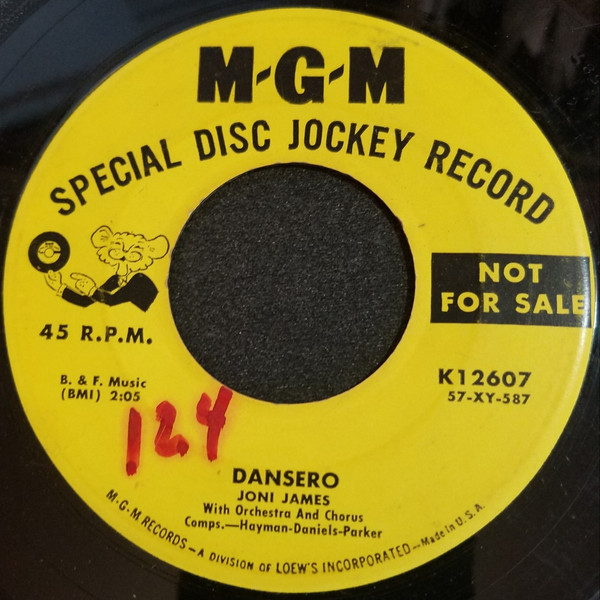 M-G-M
SPECIAL DISC JOCKEY RECORD
NOT
FOR SALE
45 R.P.M.
K12607
57-XY-587
B. & F. Music
(BMI) 2:05
124
DANSERO
JONI JAMES
With Orchestra And Chorus
Comps.—Hayman-Daniels-Parker
M-G-M RECORDS—A DIVISION OF LOEW'S INCORPORATED—Made in U.S.A.